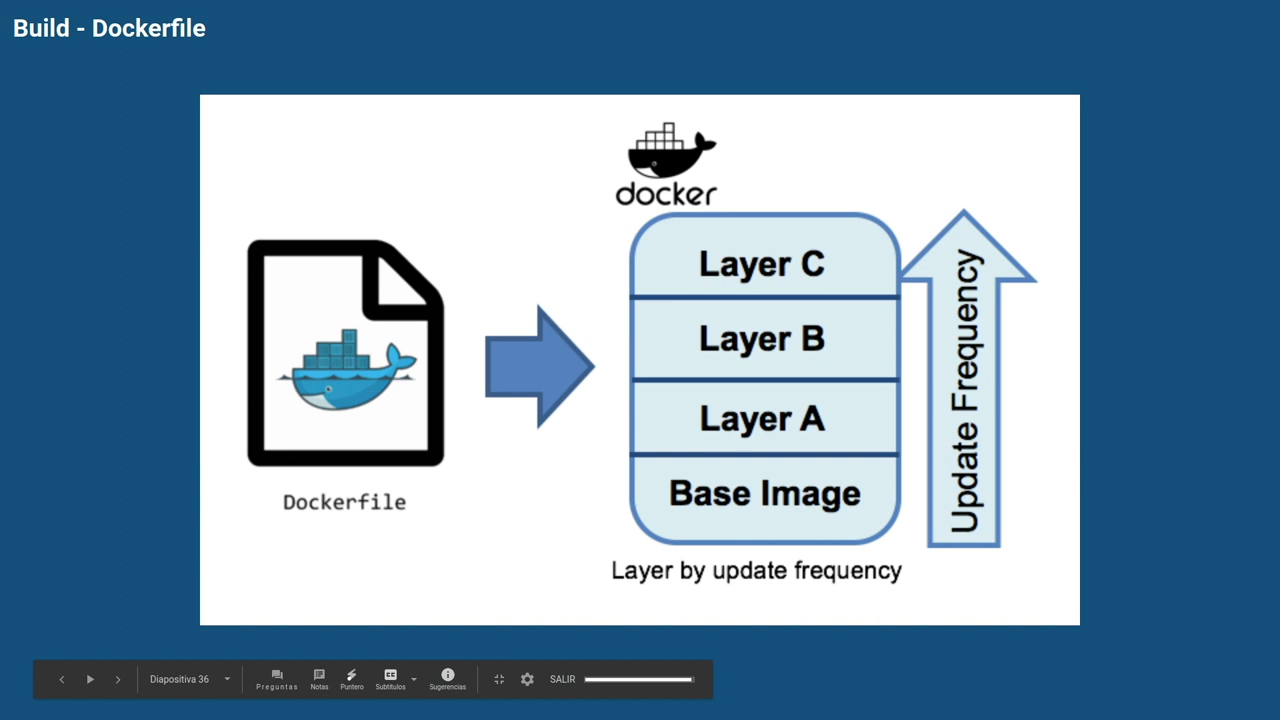 Build - Dockerfile
docker
Layer C
Layer B
Layer A
Base Image
Update Frequency
Dockerfile
Layer by update frequency
Diapositiva 36
Preguntas
Notas
Puntero
CC
Subtítulos
Sugerencias
SALIR